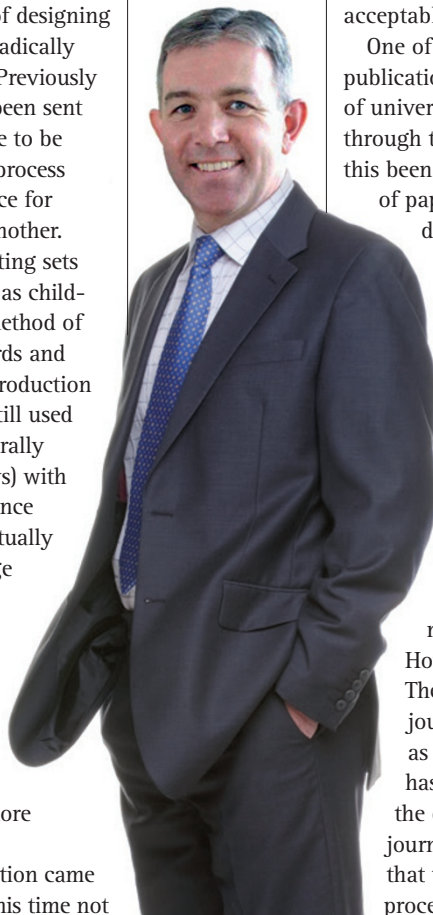 of designing
adically
Previously
een sent
e to be
process
ce for
nother.
ting sets
as child-
ethod of
rds and
roduction
till used
rally
s) with
nce
tually
ge
ore
tion came
his time not
acceptabl
One of
publicatio
of univer
through t
this been
of pap
d
r
Ho
The
jou
as
has
the
journ
that
proce